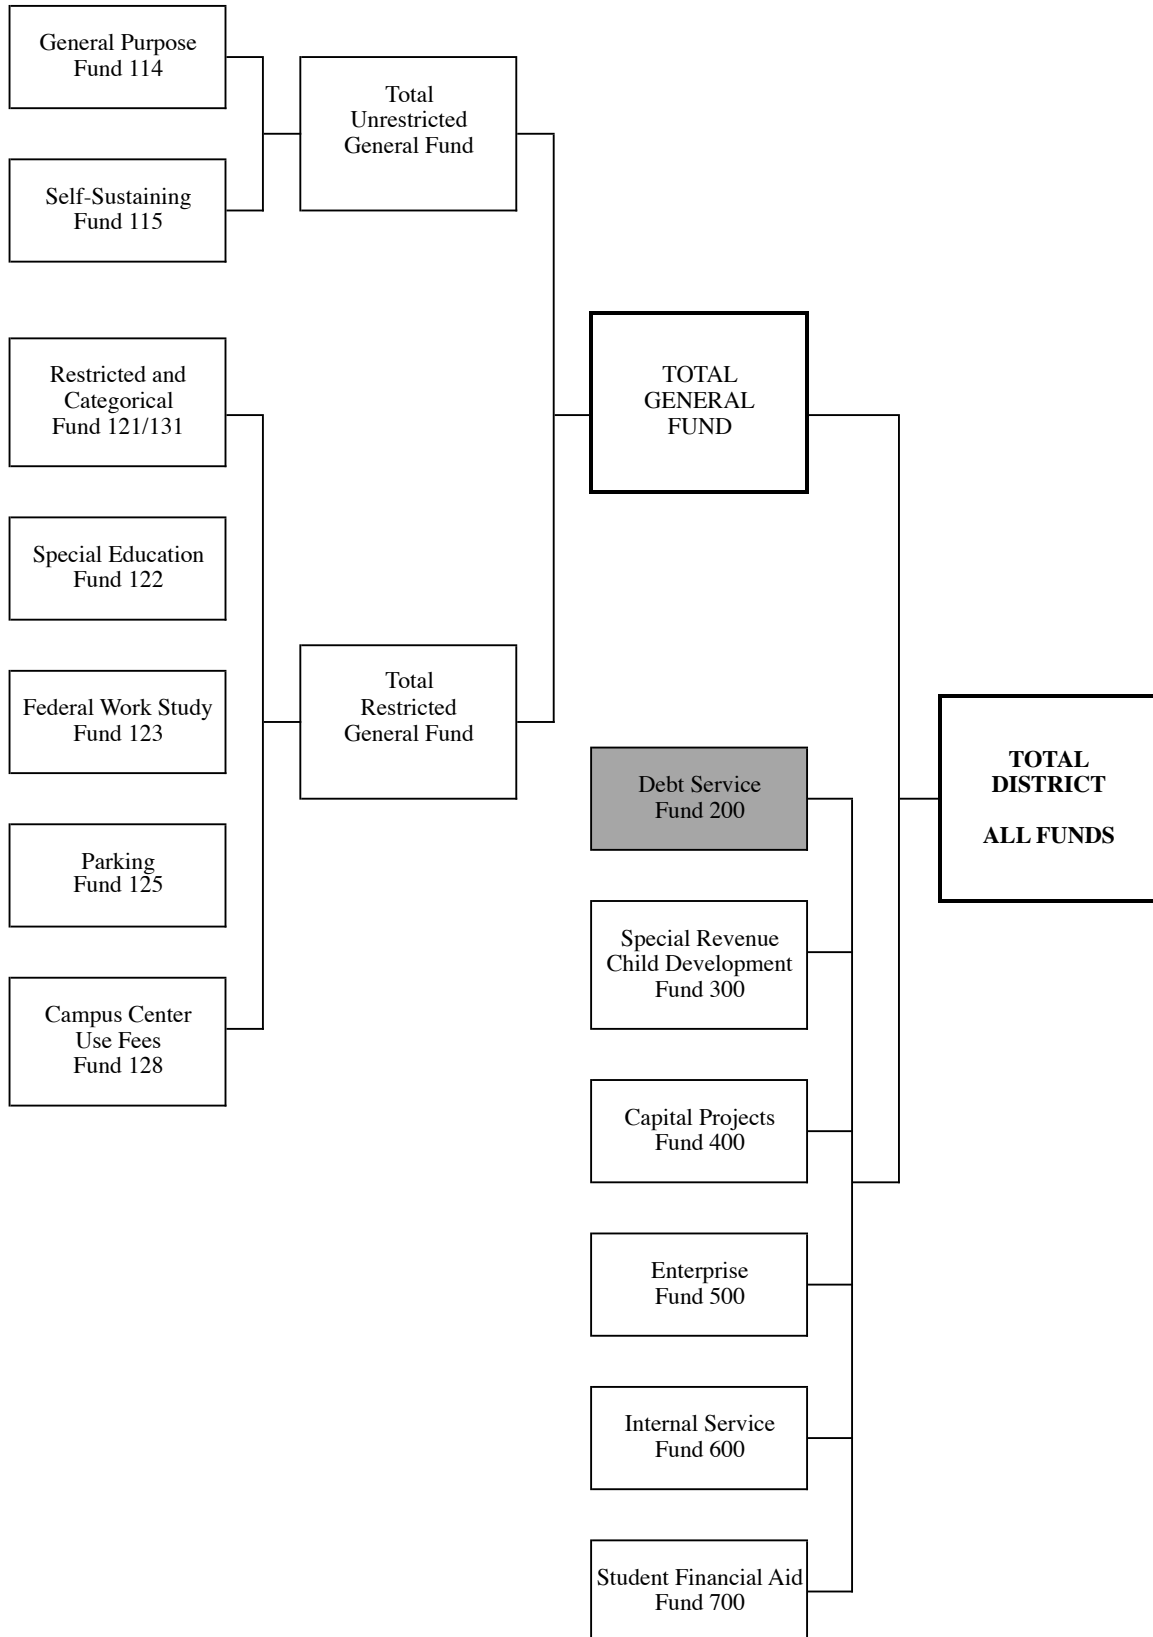 General Purpose
Fund 114
Self-Sustaining
Fund 115
Restricted and
Categorical
Fund 121/131
Special Education
Fund 122
Federal Work Study
Fund 123
Parking
Fund 125
Campus Center
Use Fees
Fund 128
Total
Unrestricted
General Fund
Total
Restricted
General Fund
TOTAL
GENERAL
FUND
Debt Service
Fund 200
Special Revenue
Child Development
Fund 300
Capital Projects
Fund 400
Enterprise
Fund 500
Internal Service
Fund 600
Student Financial Aid
Fund 700
TOTAL
DISTRICT
ALL FUNDS